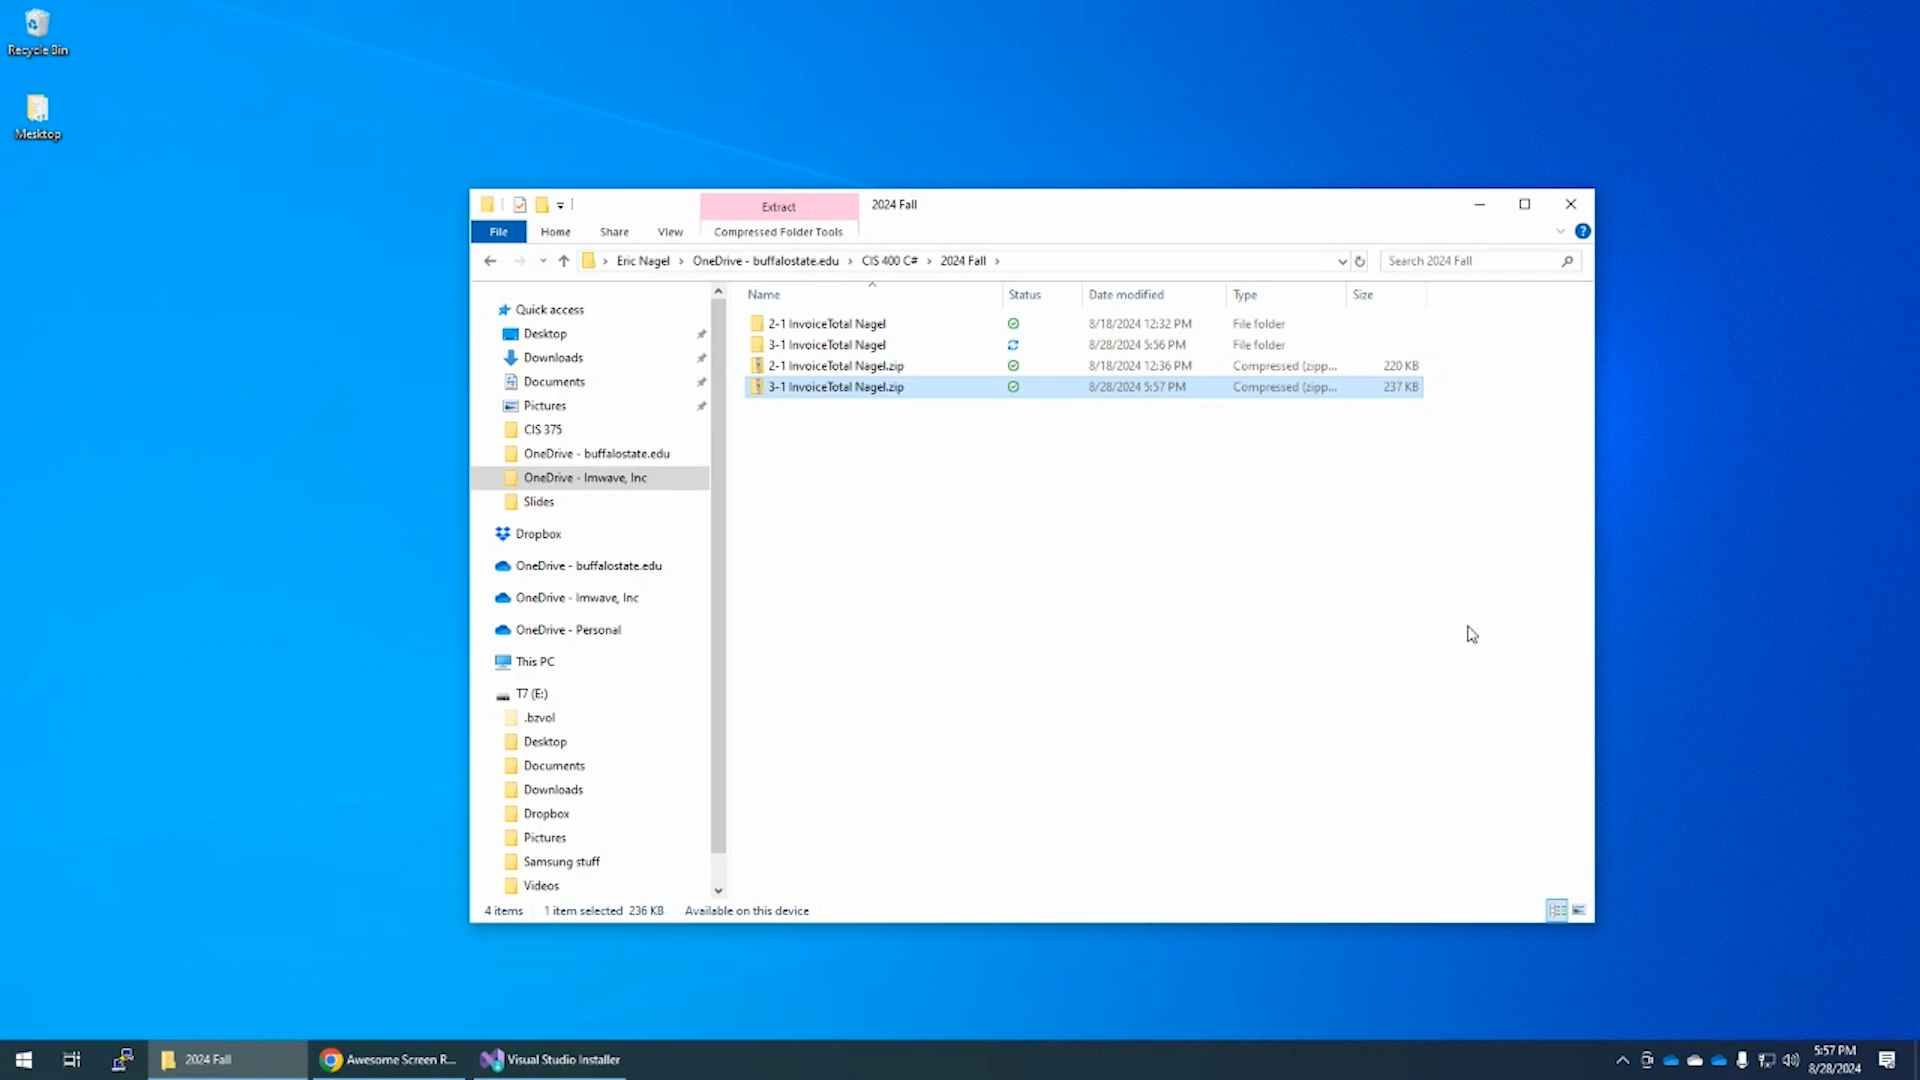 Recycle Bin
Mesktop
Extract
2024 Fall
File
Home
Share
View
Compressed Folder Tools
Eric Nagel › OneDrive - buffalostate.edu › CIS 400 C# › 2024 Fall ›
Search 2024 Fall
Name
Status
Date modified
Type
Size
2-1 InvoiceTotal Nagel 8/18/2024 12:32 PM File folder
3-1 InvoiceTotal Nagel 8/28/2024 5:56 PM File folder
2-1 InvoiceTotal Nagel.zip 8/18/2024 12:36 PM Compressed (zipp... 220 KB
3-1 InvoiceTotal Nagel.zip 8/28/2024 5:57 PM Compressed (zipp... 237 KB
Quick access
Desktop
Downloads
Documents
Pictures
CIS 375
OneDrive - buffalostate.edu
OneDrive - Imwave, Inc
Slides
Dropbox
OneDrive - buffalostate.edu
OneDrive - Imwave, Inc
OneDrive - Personal
This PC
T7 (E:)
.bzvol
Desktop
Documents
Downloads
Dropbox
Pictures
Samsung stuff
Videos
4 items 1 item selected 236 KB Available on this device
2024 Fall
Awesome Screen R...
Visual Studio Installer
5:57 PM
8/28/2024